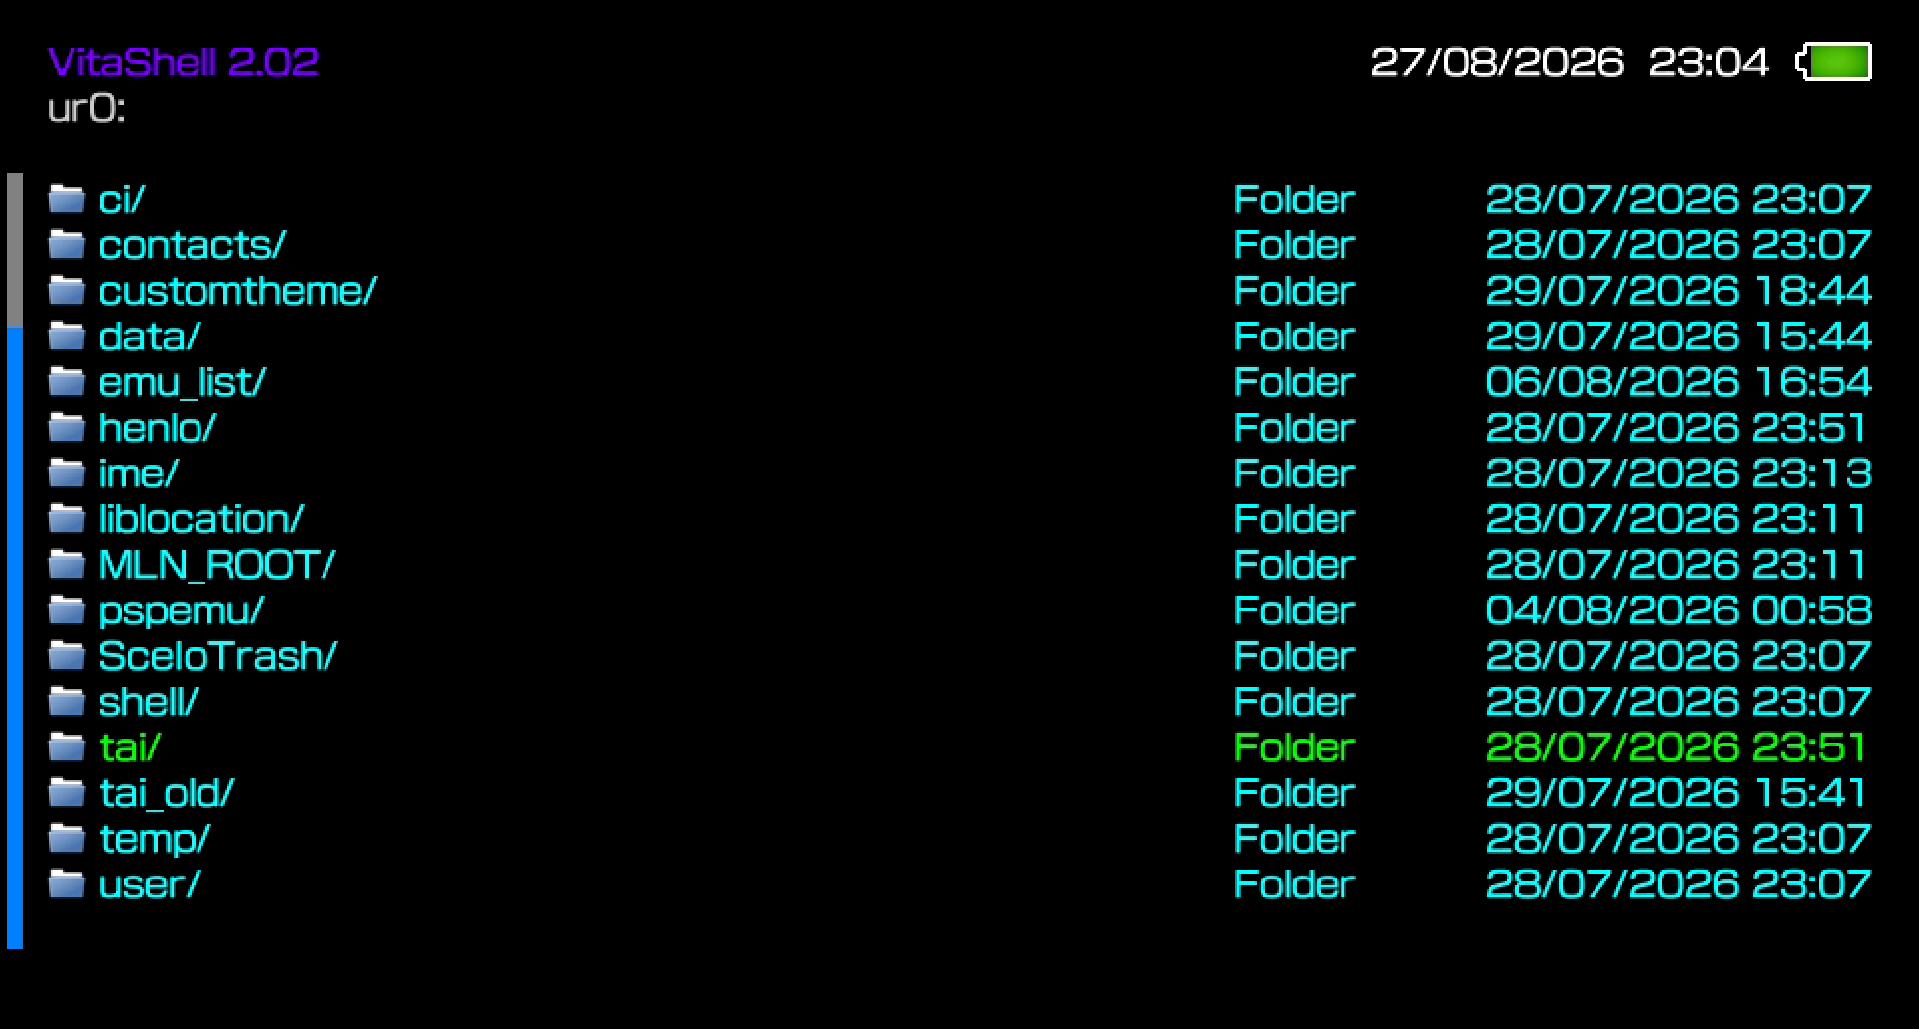 VitaShell 2.02 27/08/2026 23:04
ur0:
ci/ Folder 28/07/2026 23:07
contacts/ Folder 28/07/2026 23:07
customtheme/ Folder 29/07/2026 18:44
data/ Folder 29/07/2026 15:44
emu_list/ Folder 06/08/2026 16:54
henlo/ Folder 28/07/2026 23:51
ime/ Folder 28/07/2026 23:13
liblocation/ Folder 28/07/2026 23:11
MLN_ROOT/ Folder 28/07/2026 23:11
pspemu/ Folder 04/08/2026 00:58
SceIoTrash/ Folder 28/07/2026 23:07
shell/ Folder 28/07/2026 23:07
tai/ Folder 28/07/2026 23:51
tai_old/ Folder 29/07/2026 15:41
temp/ Folder 28/07/2026 23:07
user/ Folder 28/07/2026 23:07